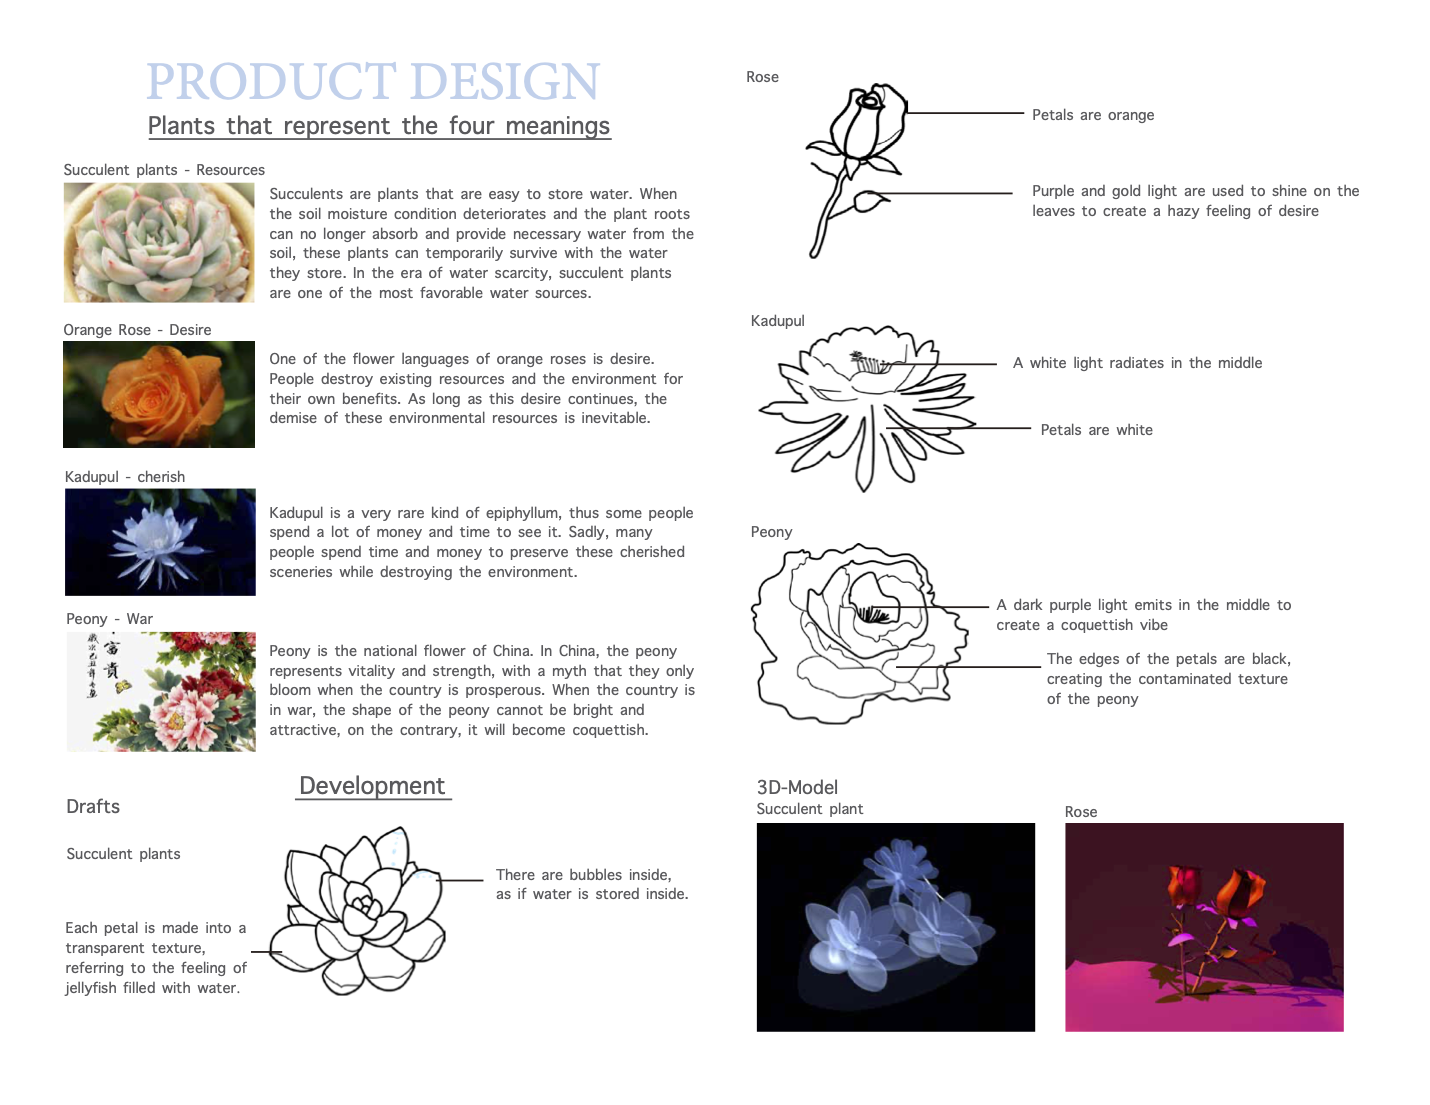 PRODUCT DESIGN
Plants that represent the four meanings
Succulent plants - Resources
Succulents are plants that are easy to store water. When
the soil moisture condition deteriorates and the plant roots
can no longer absorb and provide necessary water from the
soil, these plants can temporarily survive with the water
they store. In the era of water scarcity, succulent plants
are one of the most favorable water sources.
Orange Rose - Desire
One of the flower languages of orange roses is desire.
People destroy existing resources and the environment for
their own benefits. As long as this desire continues, the
demise of these environmental resources is inevitable.
Kadupul - cherish
Kadupul is a very rare kind of epiphyllum, thus some people
spend a lot of money and time to see it. Sadly, many
people spend time and money to preserve these cherished
sceneries while destroying the environment.
Peony - War
富
貴
Peony is the national flower of China. In China, the peony
represents vitality and strength, with a myth that they only
bloom when the country is prosperous. When the country is
in war, the shape of the peony cannot be bright and
attractive, on the contrary, it will become coquettish.
Development
Drafts
Succulent plants
There are bubbles inside,
as if water is stored inside.
Each petal is made into a
transparent texture,
referring to the feeling of
jellyfish filled with water.
Rose
Petals are orange
Purple and gold light are used to shine on the
leaves to create a hazy feeling of desire
Kadupul
A white light radiates in the middle
Petals are white
Peony
A dark purple light emits in the middle to
create a coquettish vibe
The edges of the petals are black,
creating the contaminated texture
of the peony
3D-Model
Succulent plant
Rose